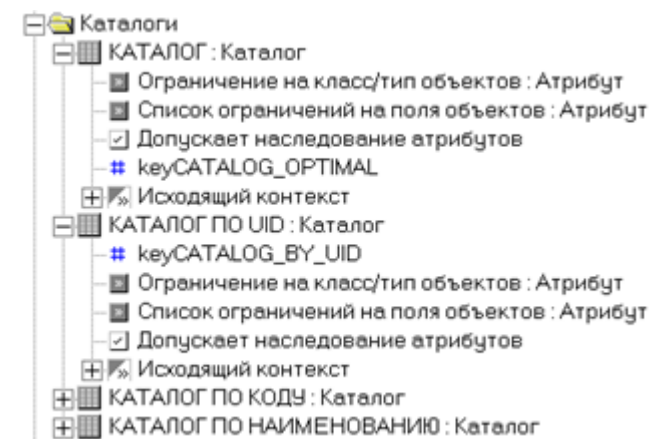 Каталоги
КАТАЛОГ : Каталог
Ограничение на класс/тип объектов : Атрибут
Список ограничений на поля объектов : Атрибут
Допускает наследование атрибутов
# keyCATALOG_OPTIMAL
Исходящий контекст
КАТАЛОГ ПО UID : Каталог
# keyCATALOG_BY_UID
Ограничение на класс/тип объектов : Атрибут
Список ограничений на поля объектов : Атрибут
Допускает наследование атрибутов
Исходящий контекст
КАТАЛОГ ПО КОДУ : Каталог
КАТАЛОГ ПО НАИМЕНОВАНИЮ : Каталог